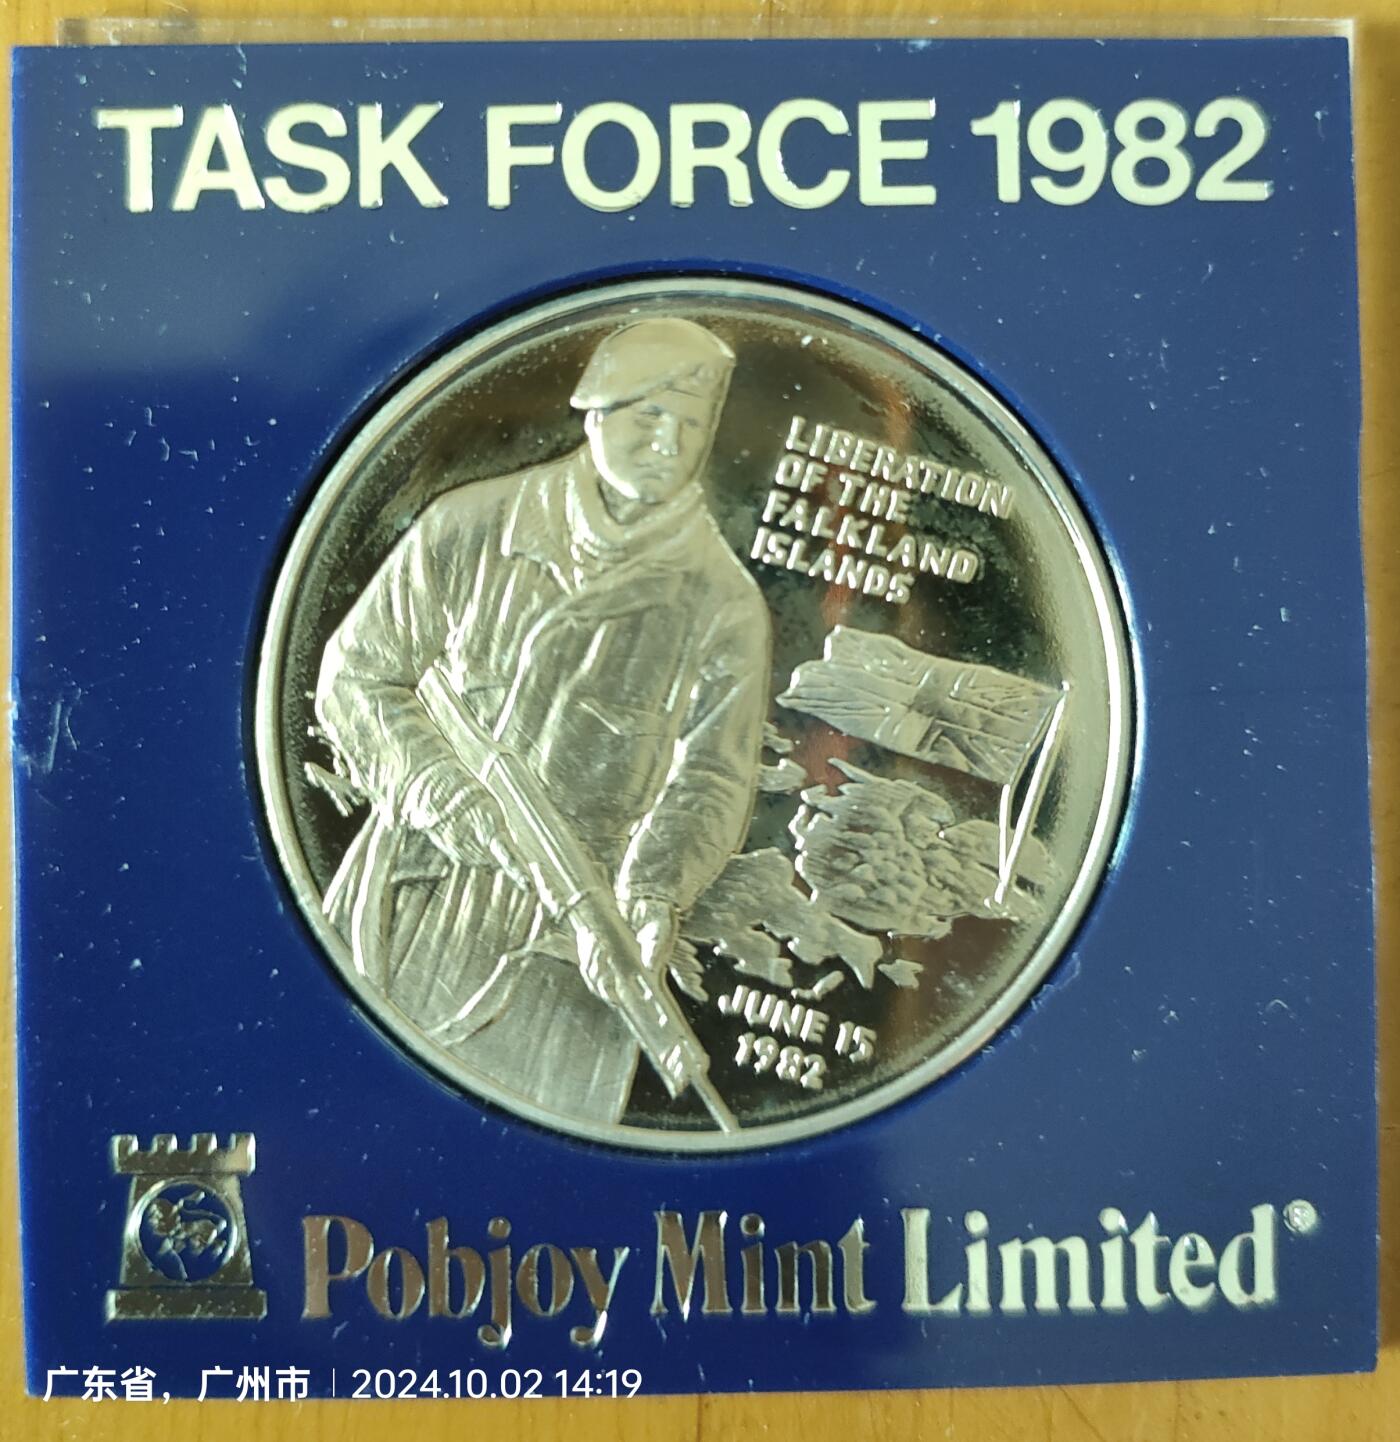 TASK FORCE 1982
LIBERATION
OF THE
FALKLAND
ISLANDS
JUNE 15
1982
Pobjoy Mint Limited®
广东省，广州市 | 2024.10.02 14:19